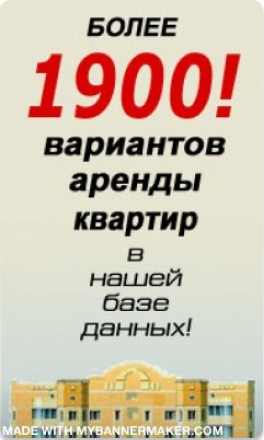 БОЛЕЕ
1900!
вариантов
аренды
квартир
в
нашей
базе
данных!
MADE WITH MYBANNERMAKER.COM